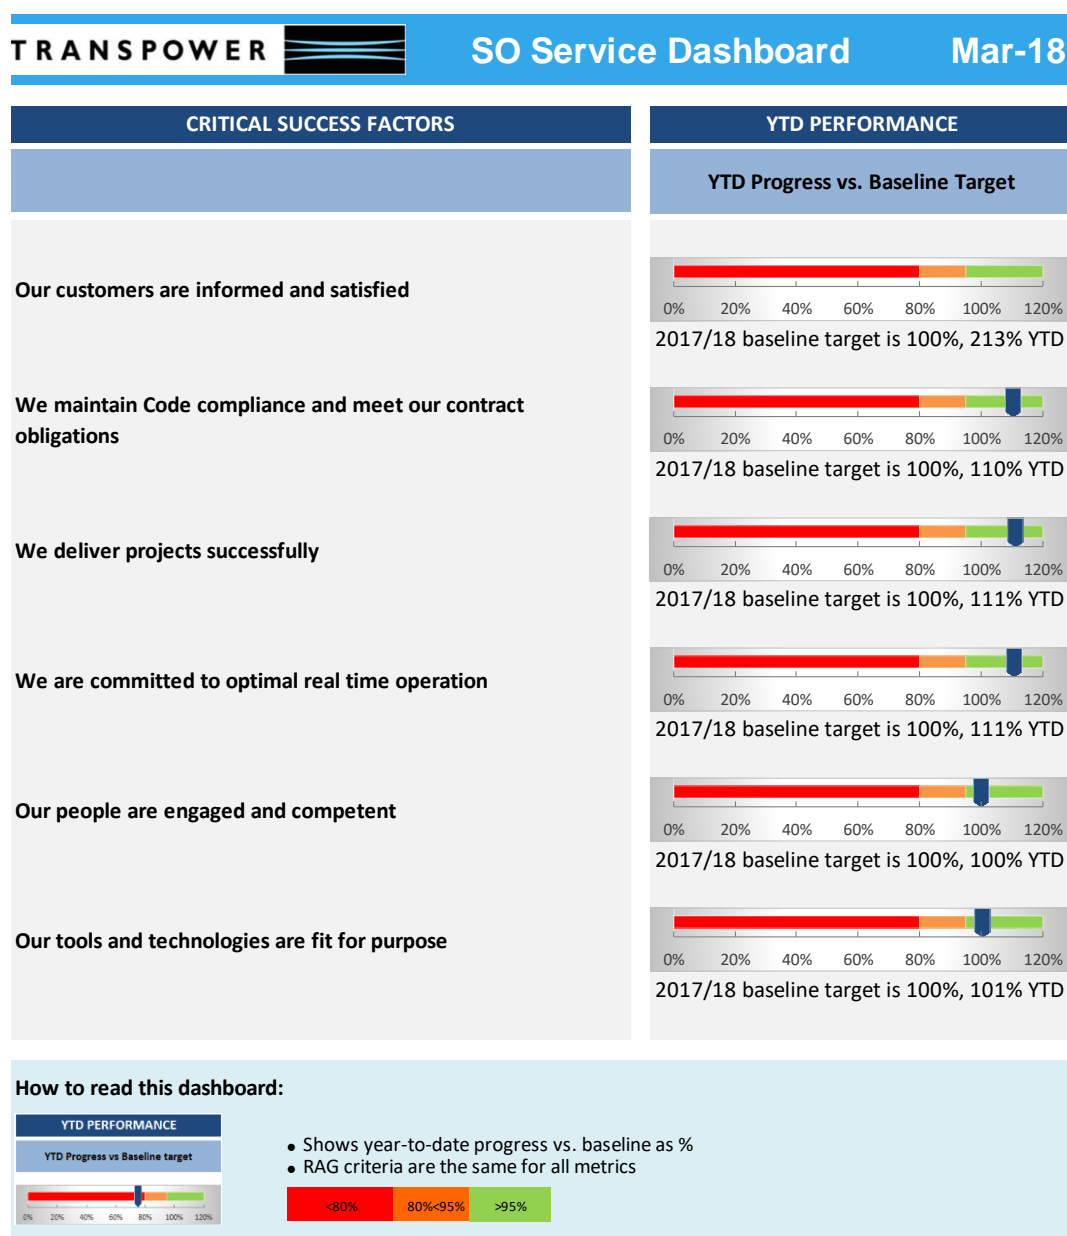 TRANSPOWER
SO Service Dashboard
Mar-18
CRITICAL SUCCESS FACTORS
YTD PERFORMANCE
YTD Progress vs. Baseline Target
Our customers are informed and satisfied
0% 20% 40% 60% 80% 100% 120%
2017/18 baseline target is 100%, 213% YTD
We maintain Code compliance and meet our contract
obligations
0% 20% 40% 60% 80% 100% 120%
2017/18 baseline target is 100%, 110% YTD
We deliver projects successfully
0% 20% 40% 60% 80% 100% 120%
2017/18 baseline target is 100%, 111% YTD
We are committed to optimal real time operation
0% 20% 40% 60% 80% 100% 120%
2017/18 baseline target is 100%, 111% YTD
Our people are engaged and competent
0% 20% 40% 60% 80% 100% 120%
2017/18 baseline target is 100%, 100% YTD
Our tools and technologies are fit for purpose
0% 20% 40% 60% 80% 100% 120%
2017/18 baseline target is 100%, 101% YTD
How to read this dashboard:
YTD PERFORMANCE
YTD Progress vs Baseline target
0% 20% 40% 60% 80% 100% 120%
● Shows year-to-date progress vs. baseline as %
● RAG criteria are the same for all metrics
<80% 80%<95% >95%